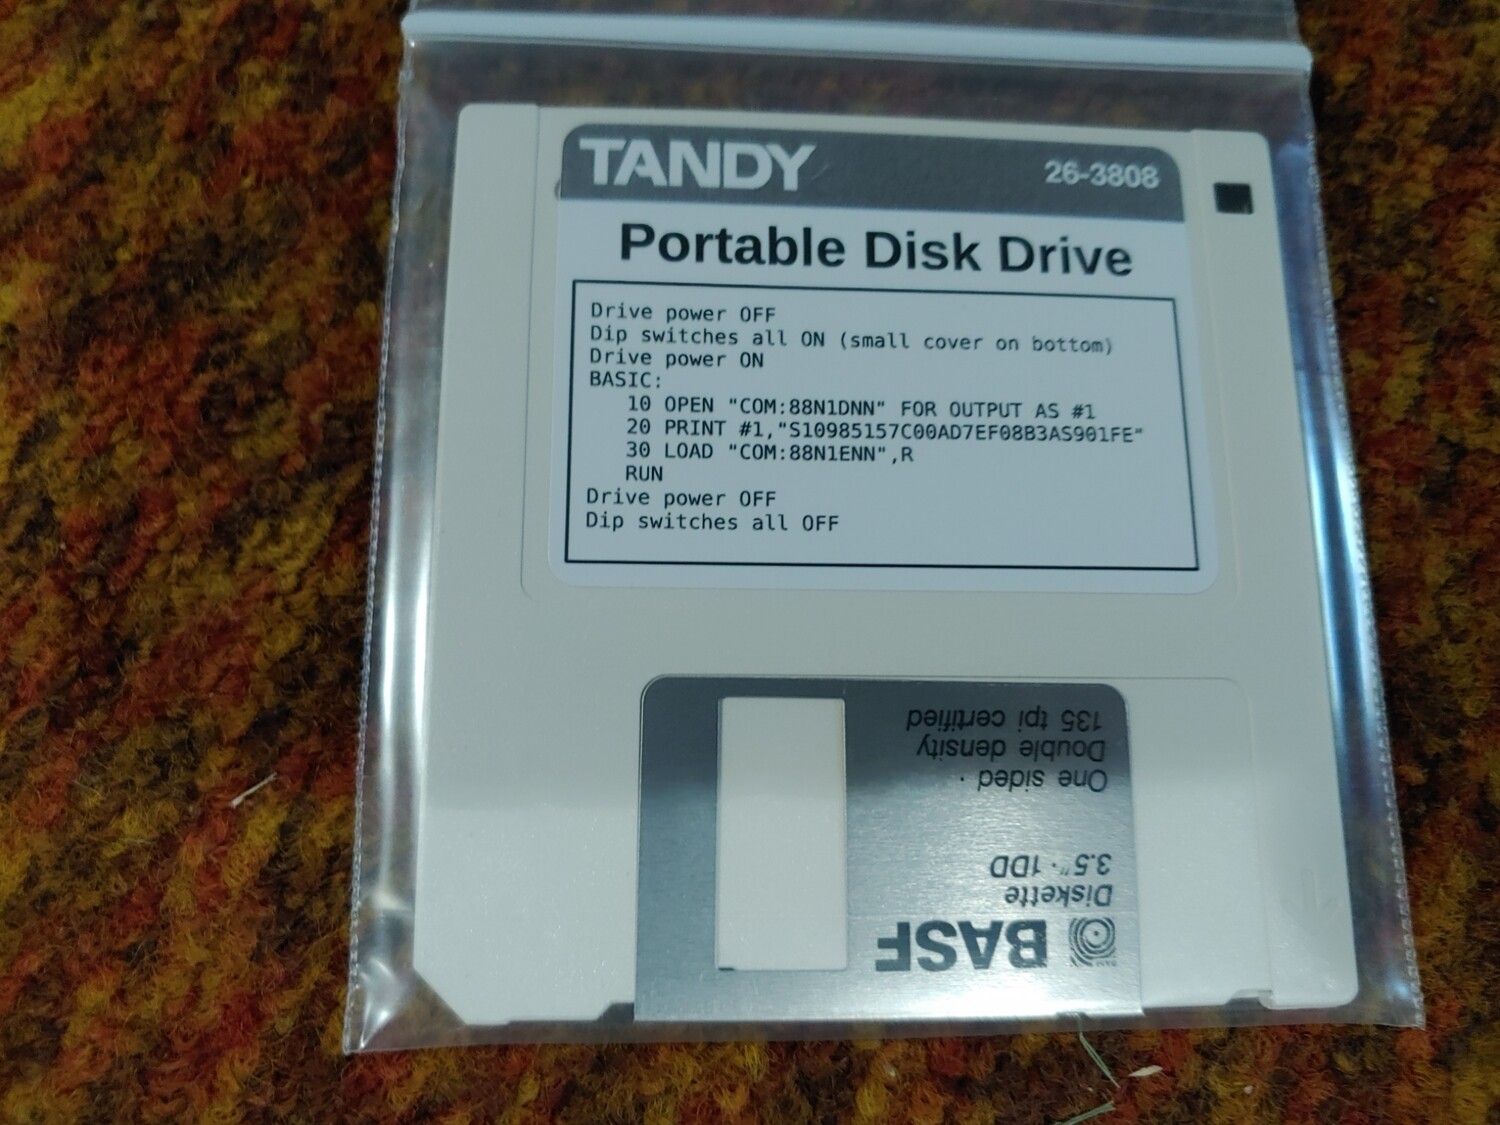 TANDY 26-3808
Portable Disk Drive
Drive power OFF
Dip switches all ON (small cover on bottom)
Drive power ON
BASIC:
10 OPEN "COM:88N1DNN" FOR OUTPUT AS #1
20 PRINT #1,"S10985157C00AD7EF08B3AS901FE"
30 LOAD "COM:88N1ENN",R
RUN
Drive power OFF
Dip switches all OFF
BASF
Diskette
3.5" · 1DD
One sided ·
Double density
135 tpi certified